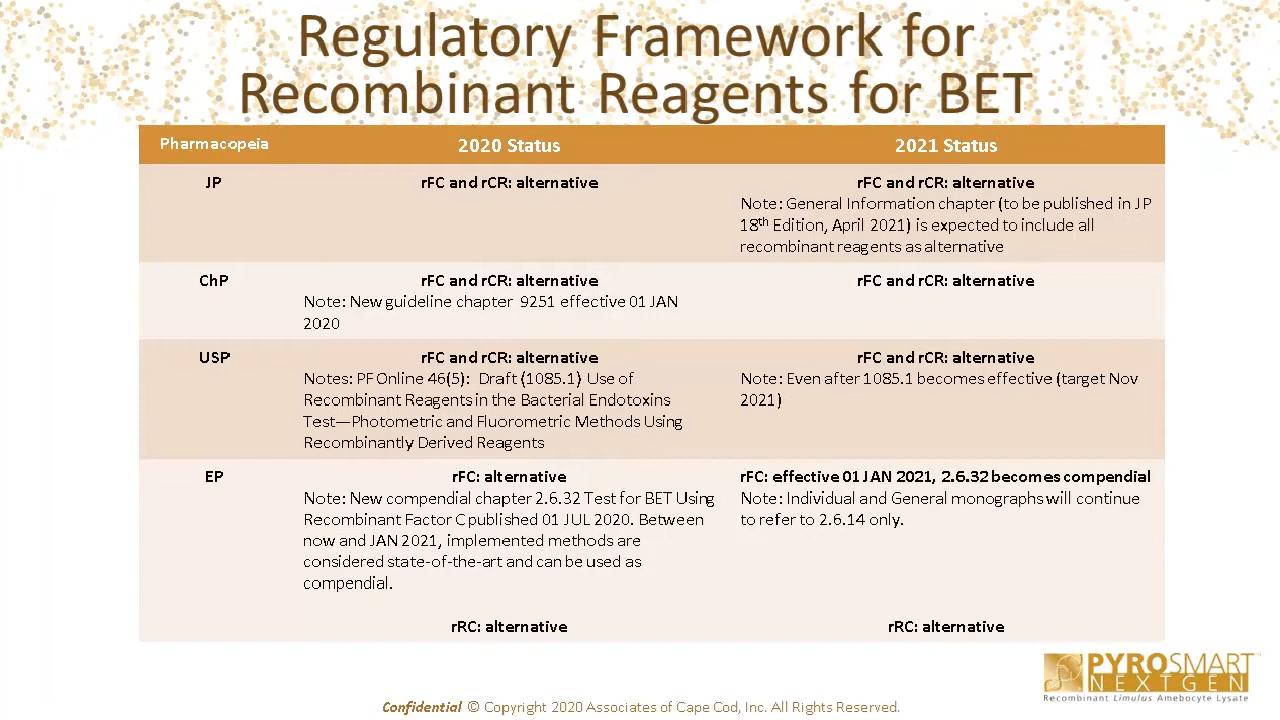 Regulatory Framework for
Recombinant Reagents for BET
Pharmacopeia
2020 Status
2021 Status
JP
rFC and rCR: alternative
rFC and rCR: alternative
Note: General Information chapter (to be published in JP
18th Edition, April 2021) is expected to include all
recombinant reagents as alternative
ChP
rFC and rCR: alternative
Note: New guideline chapter 9251 effective 01 JAN
2020
rFC and rCR: alternative
USP
rFC and rCR: alternative
Notes: PF Online 46(5): Draft ⟨1085.1⟩ Use of
Recombinant Reagents in the Bacterial Endotoxins
Test—Photometric and Fluorometric Methods Using
Recombinantly Derived Reagents
rFC and rCR: alternative
Note: Even after 1085.1 becomes effective (target Nov
2021)
EP
rFC: alternative
Note: New compendial chapter 2.6.32 Test for BET Using
Recombinant Factor C published 01 JUL 2020. Between
now and JAN 2021, implemented methods are
considered state-of-the-art and can be used as
compendial.
rRC: alternative
rFC: effective 01 JAN 2021, 2.6.32 becomes compendial
Note: Individual and General monographs will continue
to refer to 2.6.14 only.
rRC: alternative
PYROSMART
NEXTGEN
Recombinant Limulus Amebocyte Lysate
Confidential © Copyright 2020 Associates of Cape Cod, Inc. All Rights Reserved.